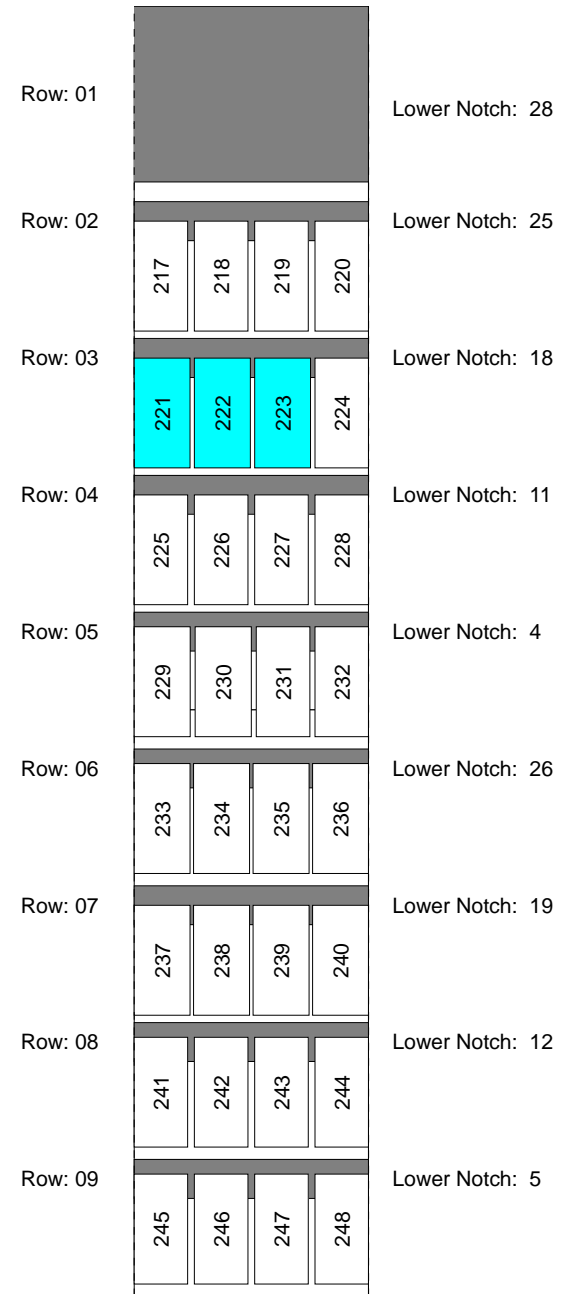 Row: 01
Lower Notch: 28
Row: 02
Lower Notch: 25
217 218 219 220
Row: 03
Lower Notch: 18
221 222 223 224
Row: 04
Lower Notch: 11
225 226 227 228
Row: 05
Lower Notch: 4
229 230 231 232
Row: 06
Lower Notch: 26
233 234 235 236
Row: 07
Lower Notch: 19
237 238 239 240
Row: 08
Lower Notch: 12
241 242 243 244
Row: 09
Lower Notch: 5
245 246 247 248